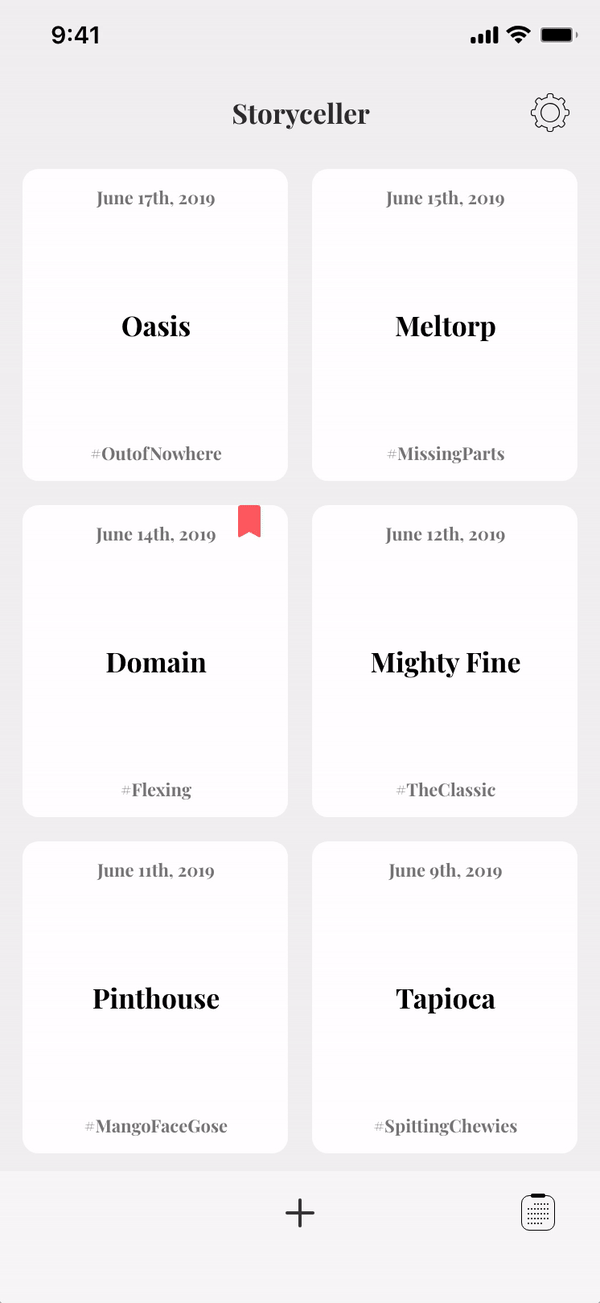 9:41
Storyceller
June 17th, 2019
Oasis
#OutofNowhere
June 15th, 2019
Meltorp
#MissingParts
June 14th, 2019
Domain
#Flexing
June 12th, 2019
Mighty Fine
#TheClassic
June 11th, 2019
Pinthouse
#MangoFaceGose
June 9th, 2019
Tapioca
#SpittingChewies